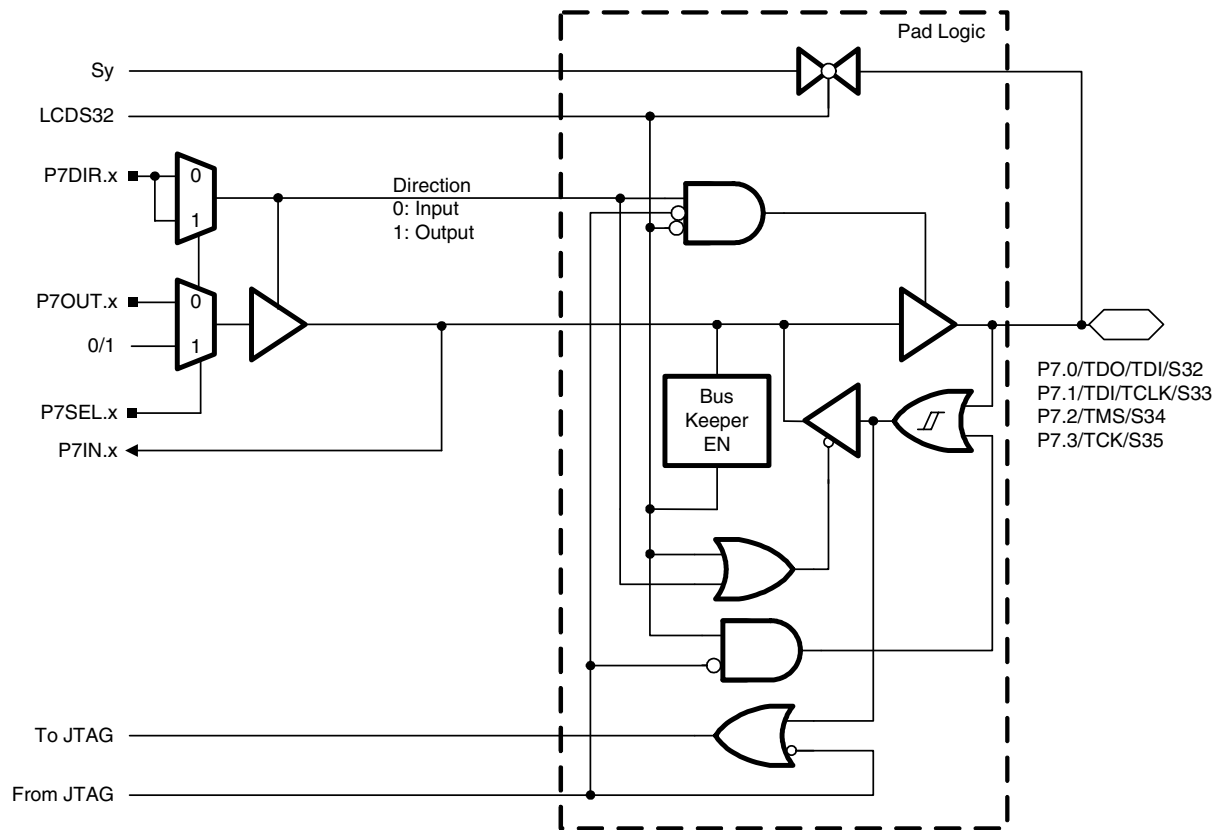 Pad Logic
Sy
LCDS32
P7DIR.x
0
1
Direction
0: Input
1: Output
P7OUT.x
0
0/1
1
P7SEL.x
P7IN.x
Bus
Keeper
EN
P7.0/TDO/TDI/S32
P7.1/TDI/TCLK/S33
P7.2/TMS/S34
P7.3/TCK/S35
To JTAG
From JTAG